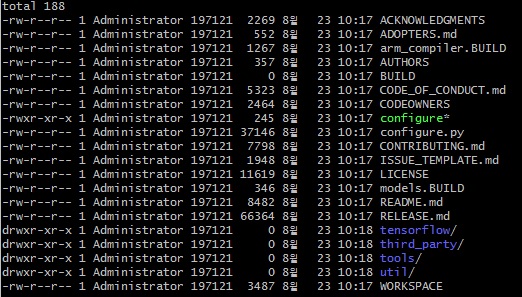 total 188
-rw-r--r-- 1 Administrator 197121  2269 8월  23 10:17 ACKNOWLEDGMENTS
-rw-r--r-- 1 Administrator 197121   552 8월  23 10:17 ADOPTERS.md
-rw-r--r-- 1 Administrator 197121  1267 8월  23 10:17 arm_compiler.BUILD
-rw-r--r-- 1 Administrator 197121   357 8월  23 10:17 AUTHORS
-rw-r--r-- 1 Administrator 197121     0 8월  23 10:17 BUILD
-rw-r--r-- 1 Administrator 197121  5323 8월  23 10:17 CODE_OF_CONDUCT.md
-rw-r--r-- 1 Administrator 197121  2464 8월  23 10:17 CODEOWNERS
-rwxr-xr-x 1 Administrator 197121   245 8월  23 10:17 configure*
-rw-r--r-- 1 Administrator 197121 37146 8월  23 10:17 configure.py
-rw-r--r-- 1 Administrator 197121  7798 8월  23 10:17 CONTRIBUTING.md
-rw-r--r-- 1 Administrator 197121  1948 8월  23 10:17 ISSUE_TEMPLATE.md
-rw-r--r-- 1 Administrator 197121 11619 8월  23 10:17 LICENSE
-rw-r--r-- 1 Administrator 197121   346 8월  23 10:17 models.BUILD
-rw-r--r-- 1 Administrator 197121  8482 8월  23 10:17 README.md
-rw-r--r-- 1 Administrator 197121 66364 8월  23 10:17 RELEASE.md
drwxr-xr-x 1 Administrator 197121     0 8월  23 10:18 tensorflow/
drwxr-xr-x 1 Administrator 197121     0 8월  23 10:18 third_party/
drwxr-xr-x 1 Administrator 197121     0 8월  23 10:18 tools/
drwxr-xr-x 1 Administrator 197121     0 8월  23 10:18 util/
-rw-r--r-- 1 Administrator 197121  3487 8월  23 10:17 WORKSPACE